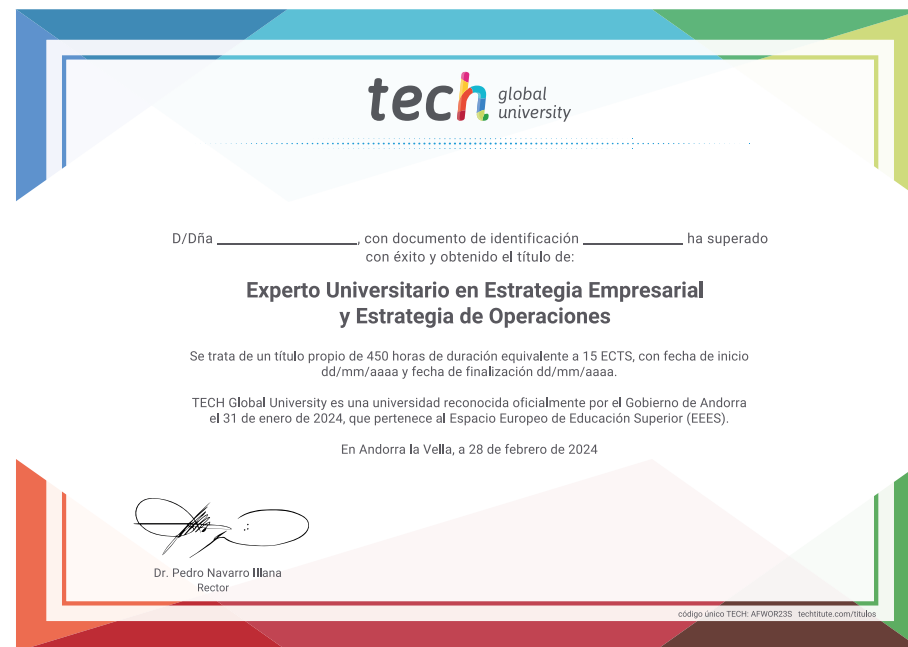 tech global
university
D/Dña ____________, con documento de identificación ____________ ha superado
con éxito y obtenido el título de:
Experto Universitario en Estrategia Empresarial
y Estrategia de Operaciones
Se trata de un título propio de 450 horas de duración equivalente a 15 ECTS, con fecha de inicio
dd/mm/aaaa y fecha de finalización dd/mm/aaaa.
TECH Global University es una universidad reconocida oficialmente por el Gobierno de Andorra
el 31 de enero de 2024, que pertenece al Espacio Europeo de Educación Superior (EEES).
En Andorra la Vella, a 28 de febrero de 2024
Dr. Pedro Navarro Illana
Rector
código único TECH: AFWOR23S techtitute.com/titulos